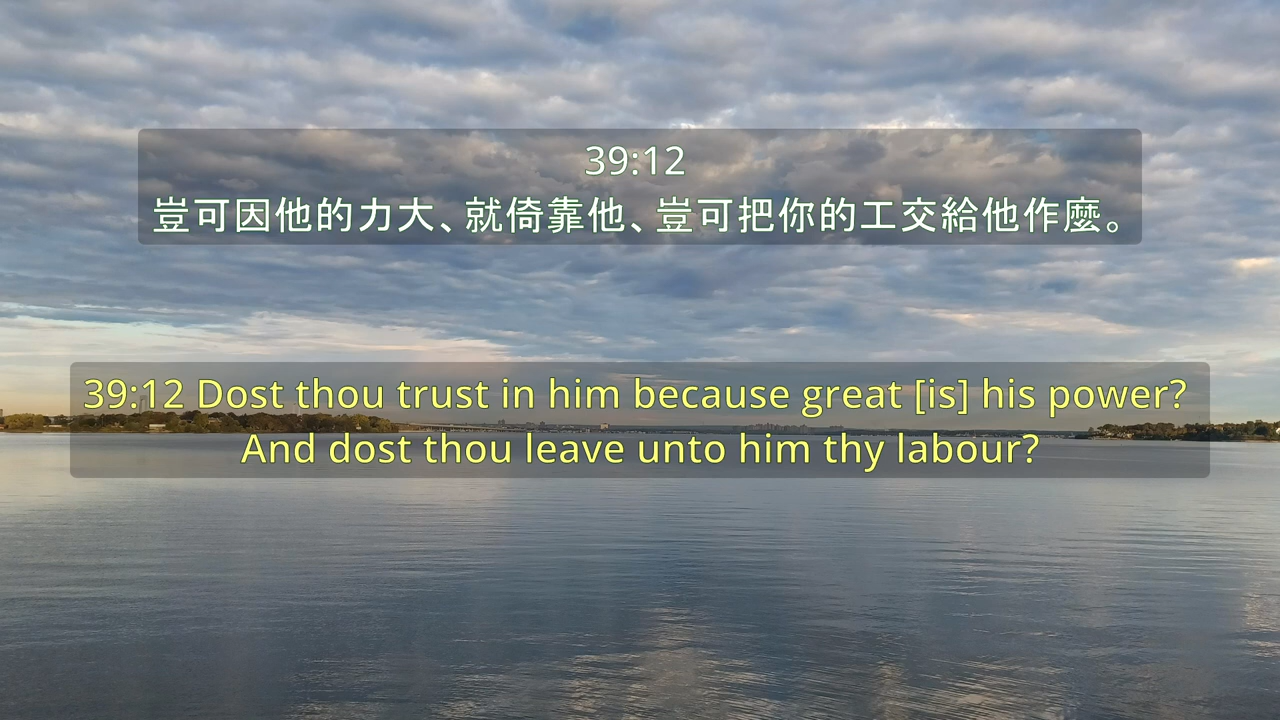 39:12
豈可因他的力大、就倚靠他、豈可把你的工交給他作麼。
39:12 Dost thou trust in him because great [is] his power?
And dost thou leave unto him thy labour?